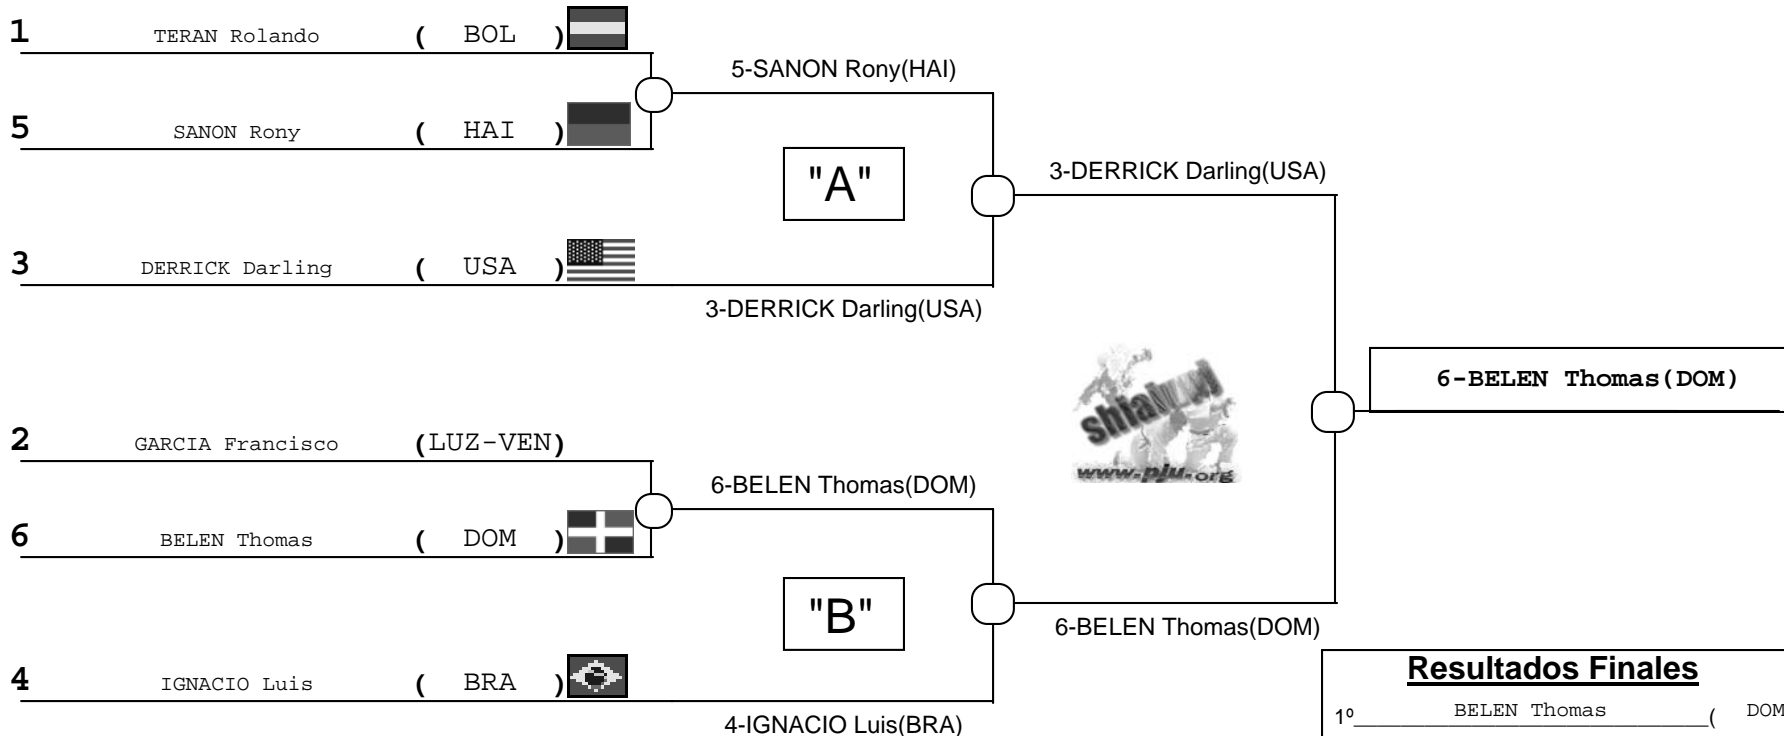 1 TERAN Rolando ( BOL )
5-SANON Rony(HAI)
5 SANON Rony ( HAI )
"A"
3-DERRICK Darling(USA)
3 DERRICK Darling ( USA )
3-DERRICK Darling(USA)
shiai
www.pju.org
6-BELEN Thomas(DOM)
2 GARCIA Francisco (LUZ-VEN)
6-BELEN Thomas(DOM)
6 BELEN Thomas ( DOM )
"B"
6-BELEN Thomas(DOM)
4 IGNACIO Luis ( BRA )
4-IGNACIO Luis(BRA)
Resultados Finales
1º BELEN Thomas ( DOM